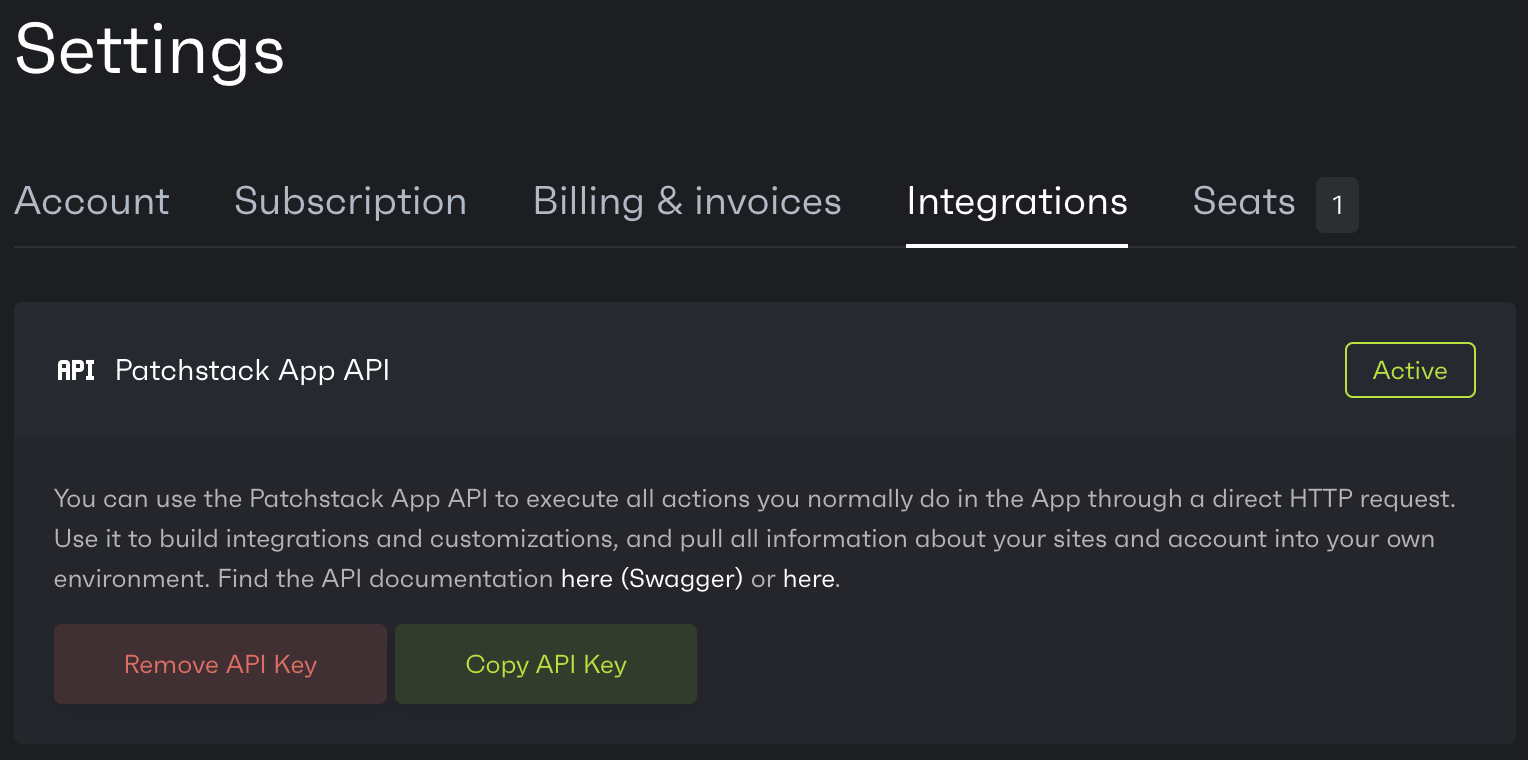 Settings
Account Subscription Billing & invoices Integrations Seats 1
API Patchstack App API Active
You can use the Patchstack App API to execute all actions you normally do in the App through a direct HTTP request.
Use it to build integrations and customizations, and pull all information about your sites and account into your own
environment. Find the API documentation here (Swagger) or here.
Remove API Key Copy API Key